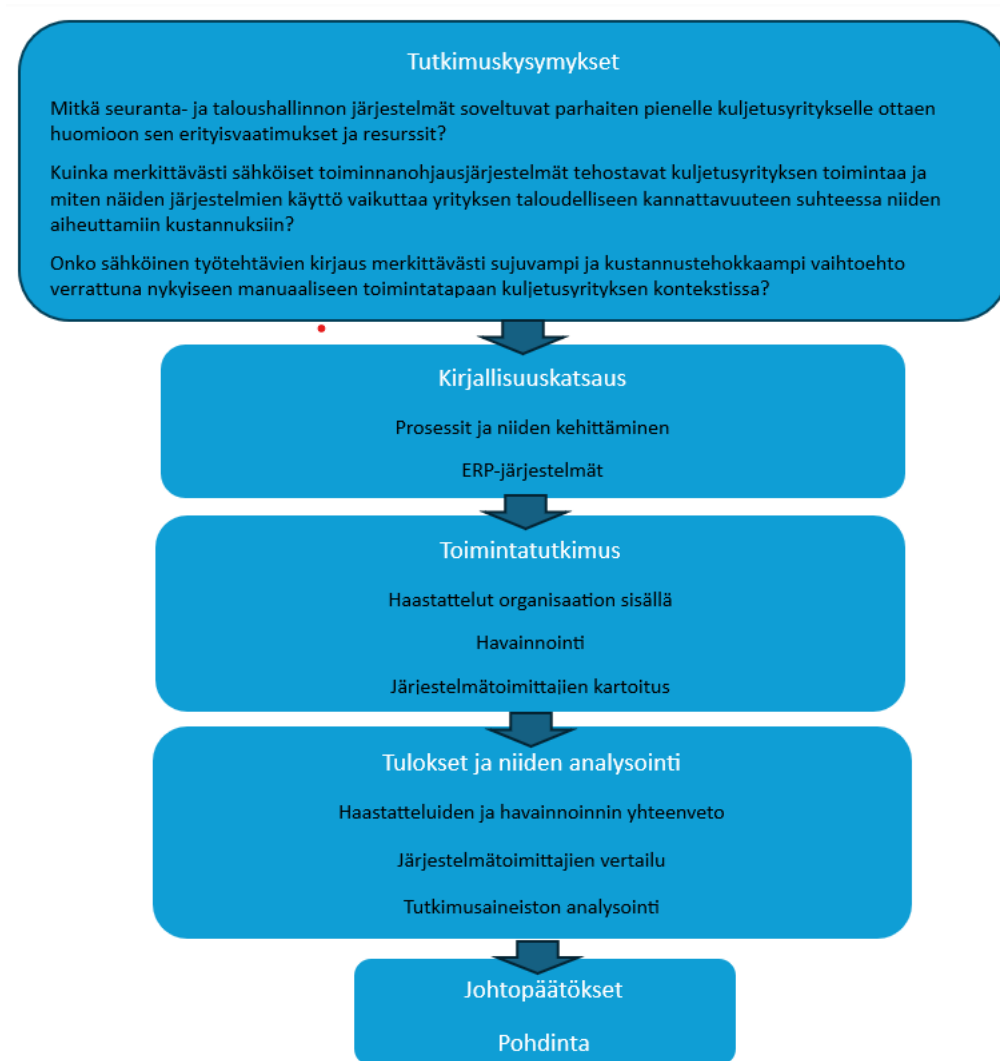 Tutkimuskysymykset
Mitkä seuranta- ja taloushallinnon järjestelmät soveltuvat parhaiten pienelle kuljetusyritykselle ottaen
huomioon sen erityisvaatimukset ja resurssit?
Kuinka merkittävästi sähköiset toiminnanohjausjärjestelmät tehostavat kuljetusyrityksen toimintaa ja
miten näiden järjestelmien käyttö vaikuttaa yrityksen taloudelliseen kannattavuuteen suhteessa niiden
aiheuttamiin kustannuksiin?
Onko sähköinen työtehtävien kirjaus merkittävästi sujuvampi ja kustannustehokkaampi vaihtoehto
verrattuna nykyiseen manuaaliseen toimintatapaan kuljetusyrityksen kontekstissa?
Kirjallisuuskatsaus
Prosessit ja niiden kehittäminen
ERP-järjestelmät
Toimintatutkimus
Haastattelut organisaation sisällä
Havainnointi
Järjestelmätoimittajien kartoitus
Tulokset ja niiden analysointi
Haastatteluiden ja havainnoinnin yhteenveto
Järjestelmätoimittajien vertailu
Tutkimusaineiston analysointi
Johtopäätökset
Pohdinta